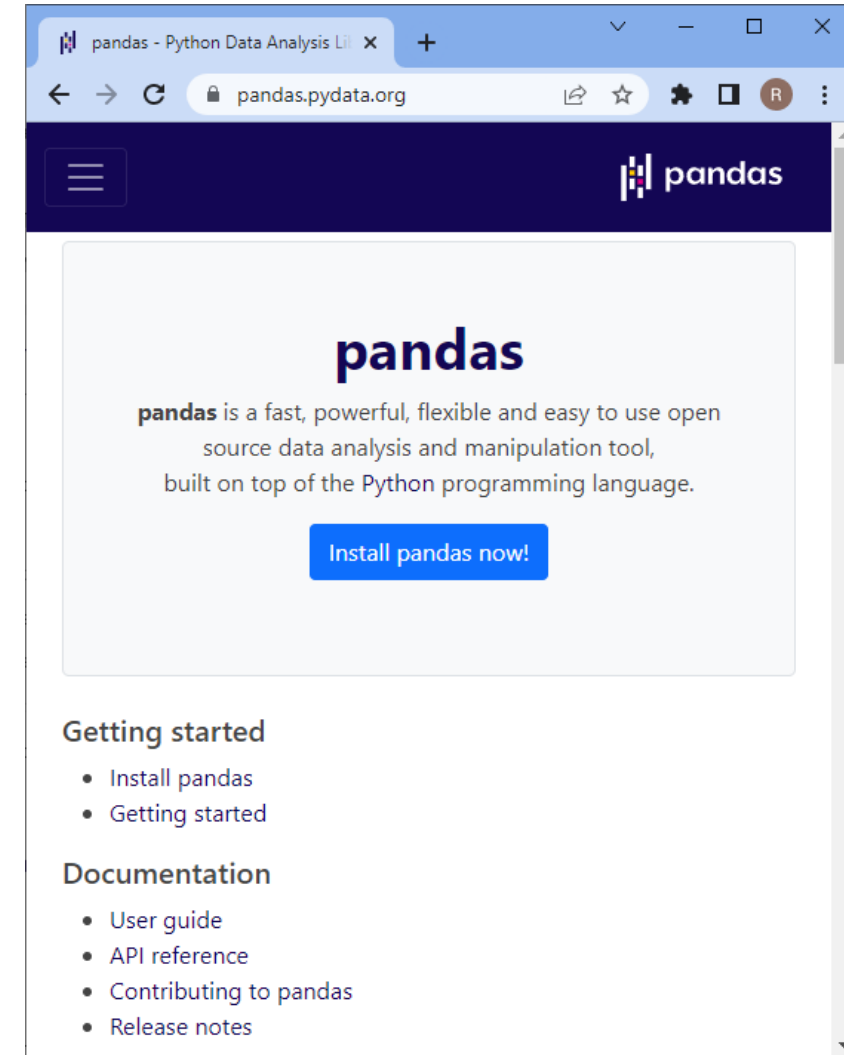 pandas - Python Data Analysis Li
pandas.pydata.org
R
pandas
pandas
pandas is a fast, powerful, flexible and easy to use open
source data analysis and manipulation tool,
built on top of the Python programming language.
Install pandas now!
Getting started
Install pandas
Getting started
Documentation
User guide
API reference
Contributing to pandas
Release notes